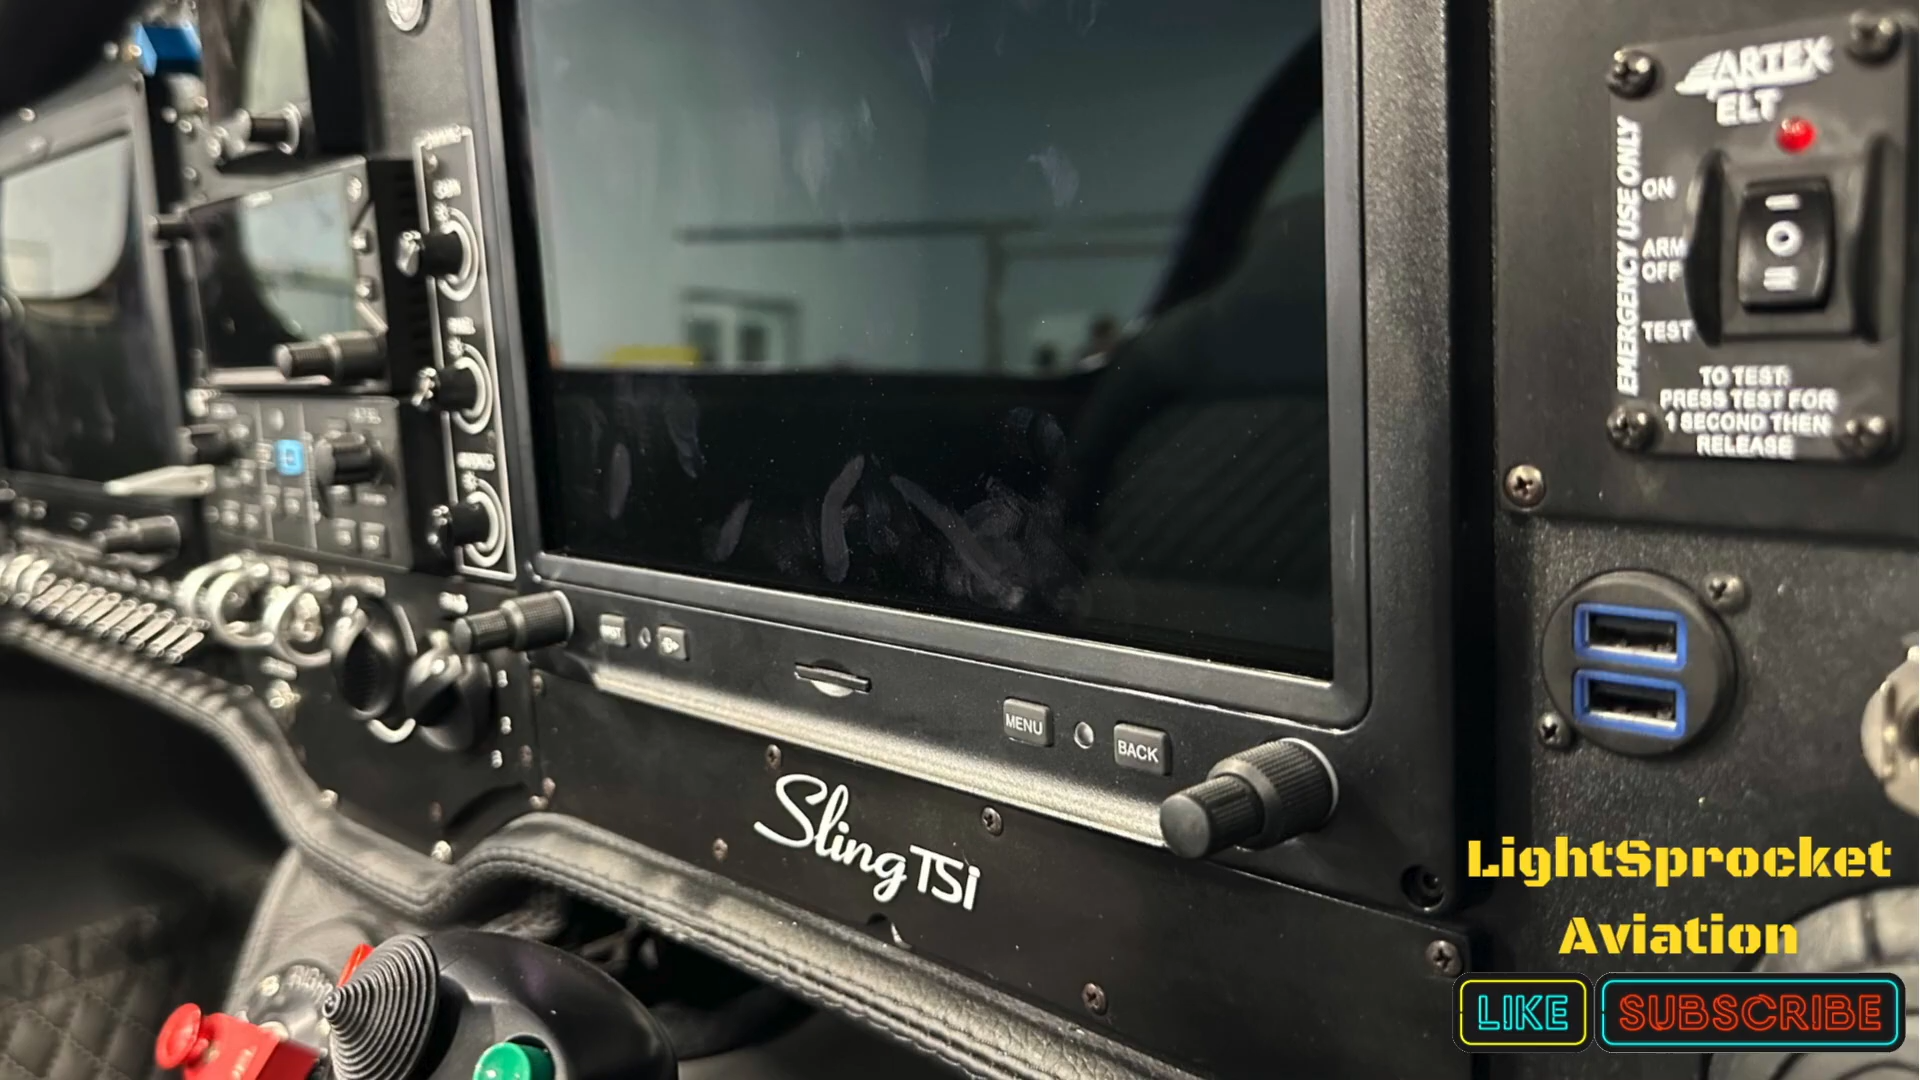 ARTEX
ELT
EMERGENCY USE ONLY
ON
ARM
OFF
TEST
TO TEST:
PRESS TEST FOR
1 SECOND THEN
RELEASE
MENU
BACK
Sling TSi
LightSprocket
Aviation
LIKE
SUBSCRIBE